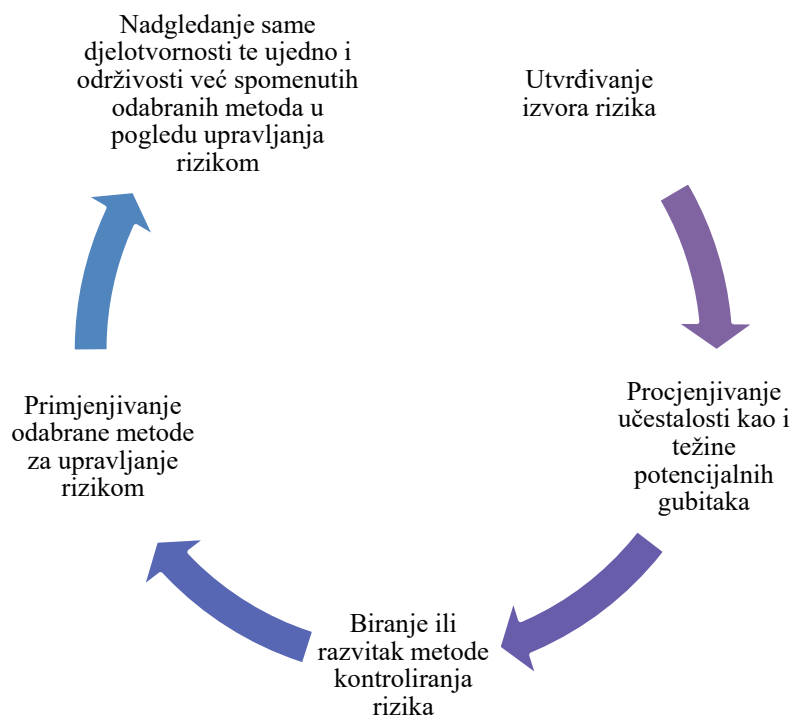 Utvrđivanje
izvora rizika
Procjenjivanje
učestalosti kao i
težine
potencijalnih
gubitaka
Biranje ili
razvitak metode
kontroliranja
rizika
Primjenjivanje
odabrane metode
za upravljanje
rizikom
Nadgledanje same
djelotvornosti te ujedno i
održivosti već spomenutih
odabranih metoda u
pogledu upravljanja
rizikom